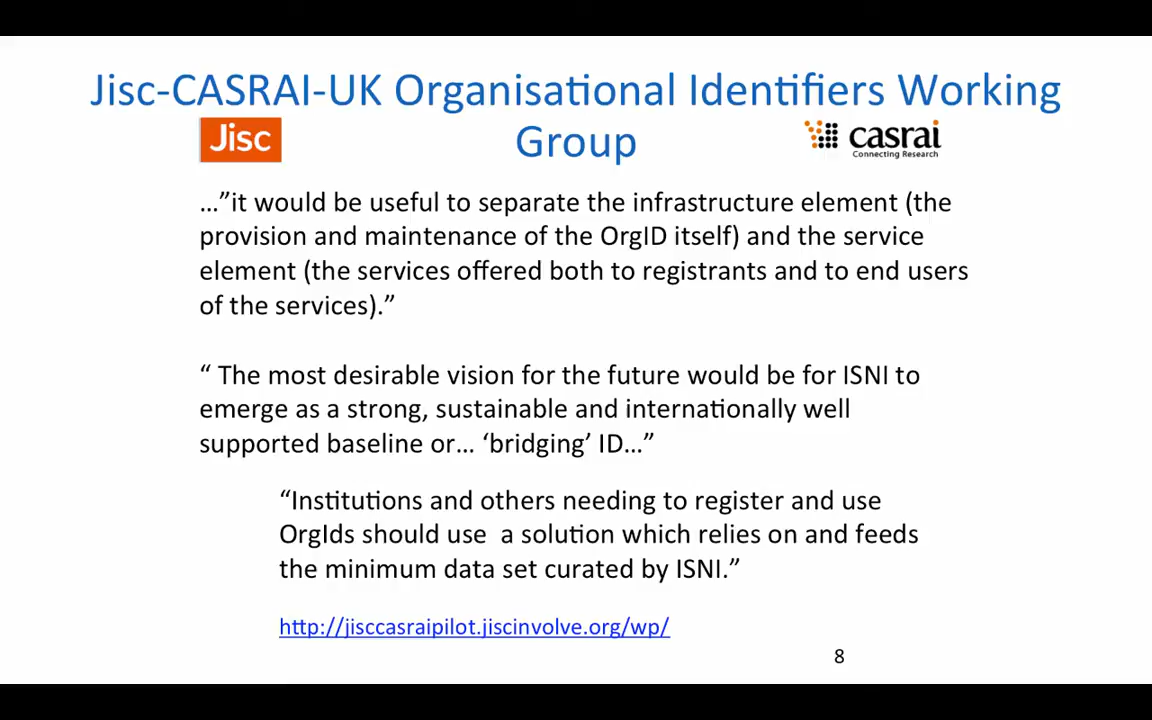 Jisc-CASRAI-UK Organisational Identifiers Working
Group
Jisc
casrai
Connecting Research
…”it would be useful to separate the infrastructure element (the
provision and maintenance of the OrgID itself) and the service
element (the services offered both to registrants and to end users
of the services).”
“ The most desirable vision for the future would be for ISNI to
emerge as a strong, sustainable and internationally well
supported baseline or… ‘bridging’ ID…”
“Institutions and others needing to register and use
OrgIds should use  a solution which relies on and feeds
the minimum data set curated by ISNI.”
http://jisccasraipilot.jiscinvolve.org/wp/
8